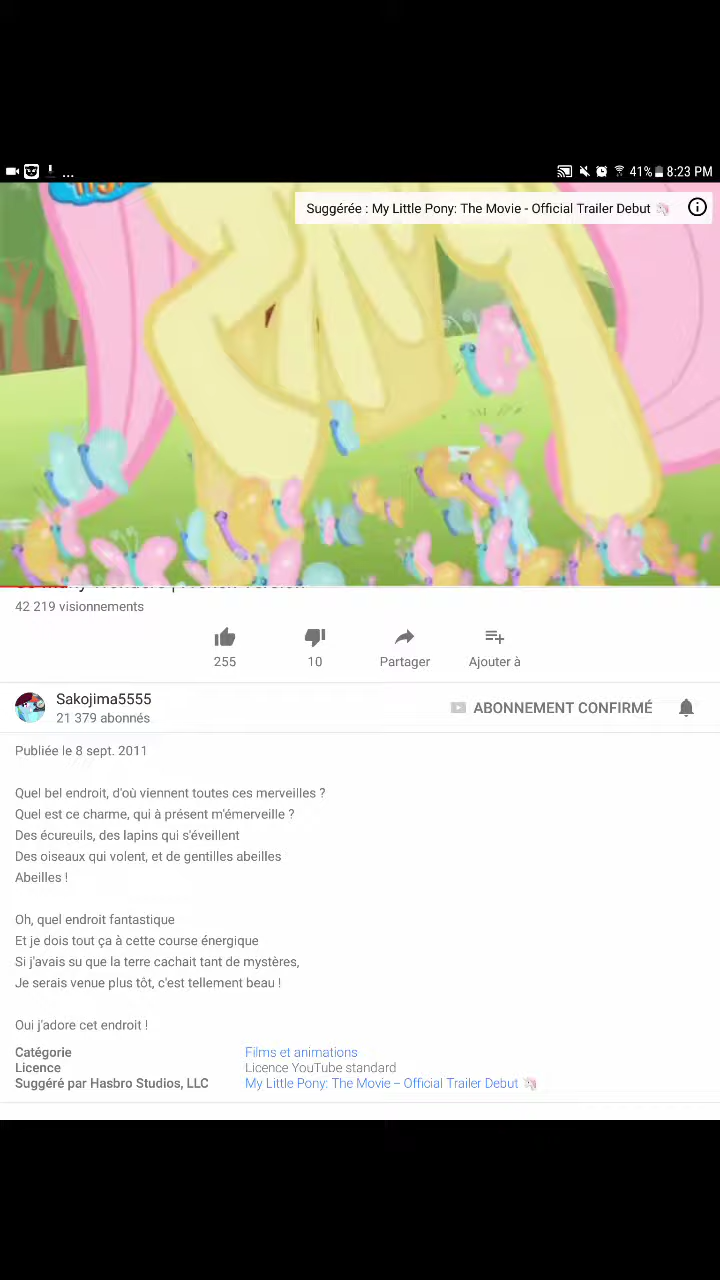 ... 41% 8:23 PM
Suggérée : My Little Pony: The Movie - Official Trailer Debut 🦄
42 219 visionnements
255 10 Partager Ajouter à
Sakojima5555
21 379 abonnés
ABONNEMENT CONFIRMÉ
Publiée le 8 sept. 2011
Quel bel endroit, d'où viennent toutes ces merveilles ?
Quel est ce charme, qui à présent m'émerveille ?
Des écureuils, des lapins qui s'éveillent
Des oiseaux qui volent, et de gentilles abeilles
Abeilles !
Oh, quel endroit fantastique
Et je dois tout ça à cette course énergique
Si j'avais su que la terre cachait tant de mystères,
Je serais venue plus tôt, c'est tellement beau !
Oui j'adore cet endroit !
Catégorie Films et animations
Licence Licence YouTube standard
Suggéré par Hasbro Studios, LLC My Little Pony: The Movie – Official Trailer Debut 🦄